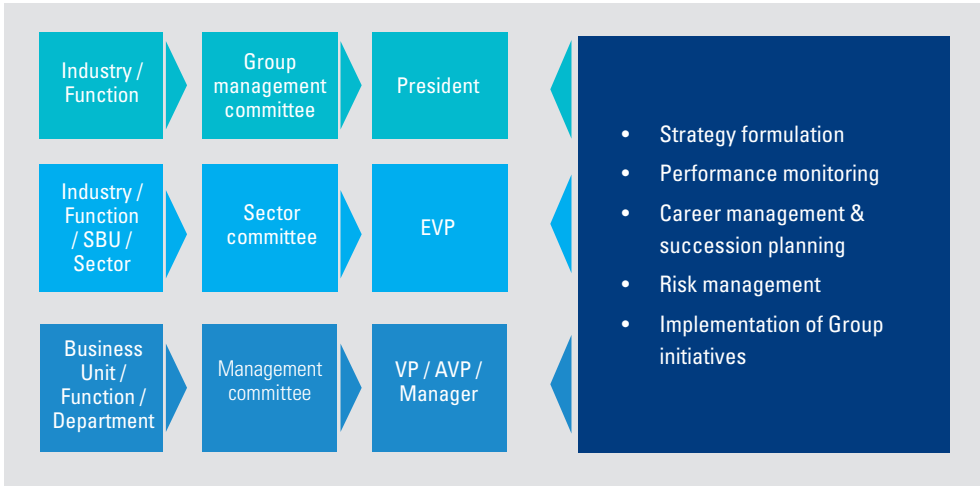 Industry /
Function
Group
management
committee
President
Industry /
Function
/ SBU /
Sector
Sector
committee
EVP
Business
Unit /
Function /
Department
Management
committee
VP / AVP /
Manager
• Strategy formulation
• Performance monitoring
• Career management &
succession planning
• Risk management
• Implementation of Group
initiatives